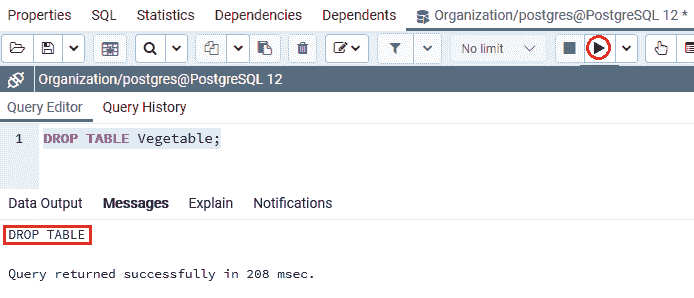 Properties SQL Statistics Dependencies Dependents Organization/postgres@PostgreSQL 12 *
No limit
Organization/postgres@PostgreSQL 12
Query Editor Query History
1 DROP TABLE Vegetable;
Data Output Messages Explain Notifications
DROP TABLE
Query returned successfully in 208 msec.